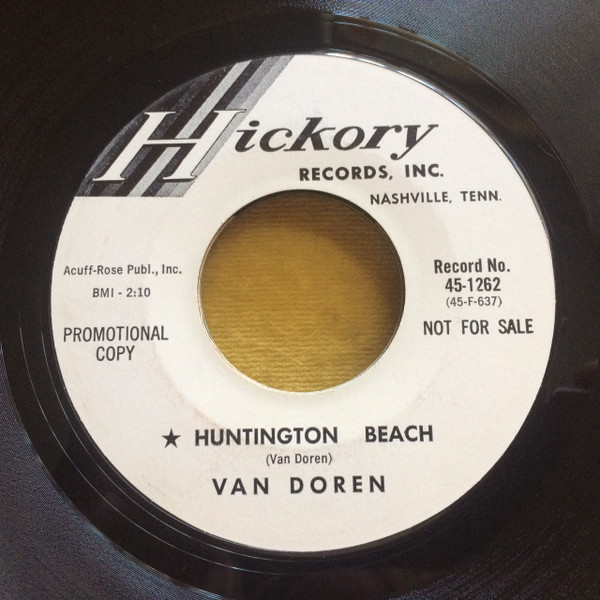 Hickory
RECORDS, INC.
NASHVILLE, TENN.
Acuff-Rose Publ., Inc.
BMI - 2:10
PROMOTIONAL
COPY
Record No.
45-1262
(45-F-637)
NOT FOR SALE
★ HUNTINGTON BEACH
(Van Doren)
VAN DOREN